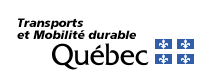 Transports
et Mobilité durable
Québec